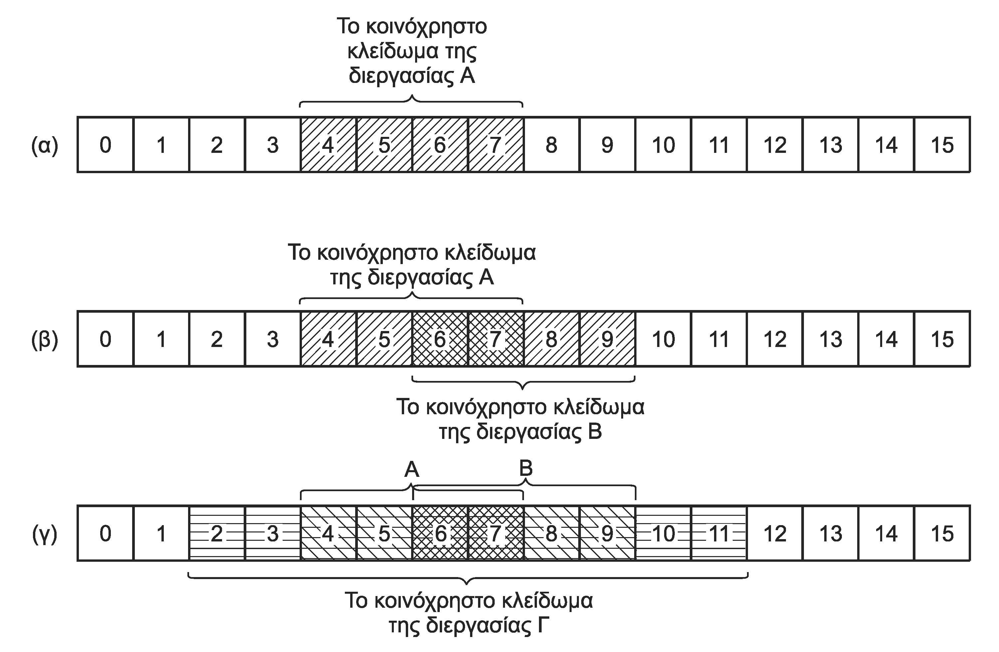 Το κοινόχρηστο
κλείδωμα της
διεργασίας Α
(α) 0 1 2 3 4 5 6 7 8 9 10 11 12 13 14 15
Το κοινόχρηστο κλείδωμα
της διεργασίας Α
(β) 0 1 2 3 4 5 6 7 8 9 10 11 12 13 14 15
Το κοινόχρηστο κλείδωμα
της διεργασίας Β
Α Β
(γ) 0 1 2 3 4 5 6 7 8 9 10 11 12 13 14 15
Το κοινόχρηστο κλείδωμα
της διεργασίας Γ